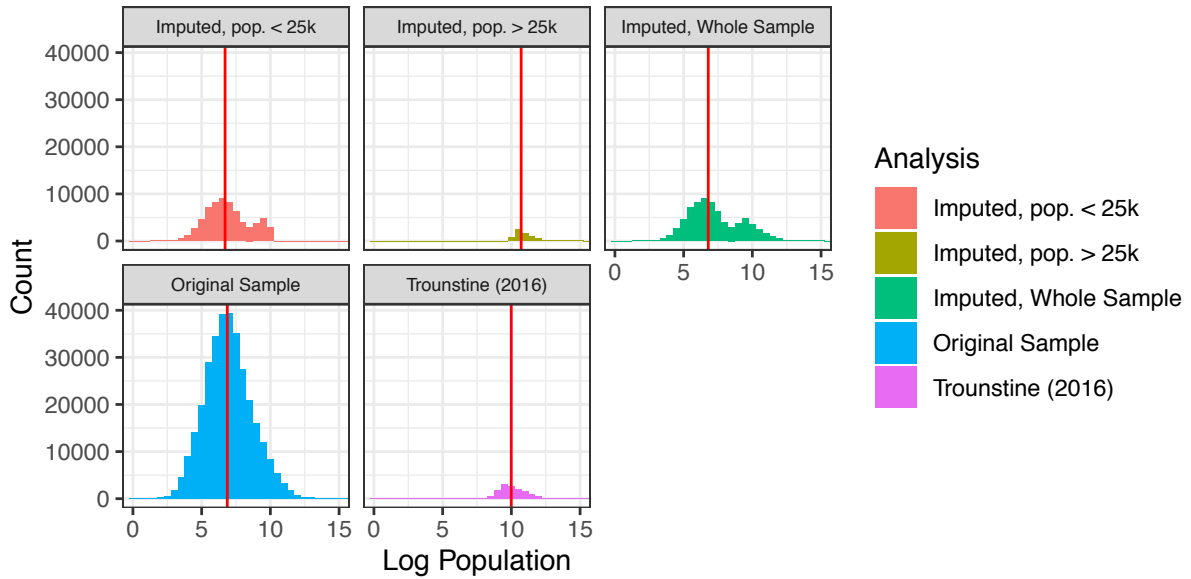 Imputed, pop. < 25k
Imputed, pop. > 25k
Imputed, Whole Sample
40000
30000
20000
10000
0
0 5 10 15
Original Sample
Trounstine (2016)
40000
30000
20000
10000
0
0 5 10 15
0 5 10 15
Count
Log Population
Analysis
Imputed, pop. < 25k
Imputed, pop. > 25k
Imputed, Whole Sample
Original Sample
Trounstine (2016)